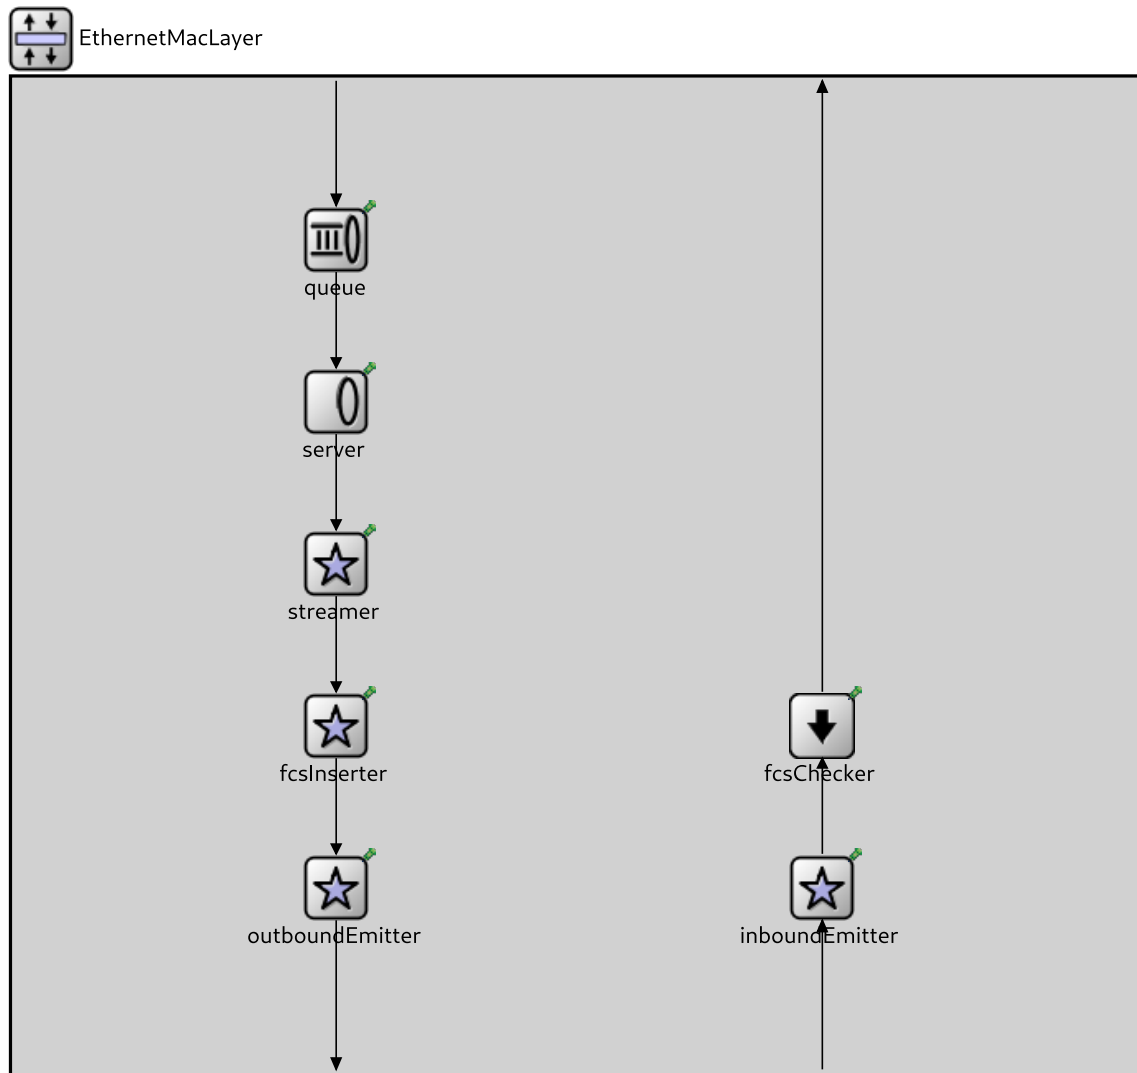 EthernetMacLayer
queue
server
streamer
fcsInserter
fcsChecker
outboundEmitter
inboundEmitter